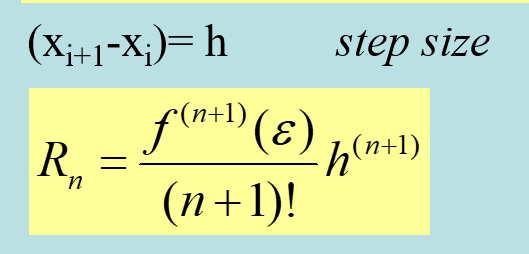 (xᵢ₊₁-xᵢ)= h step size
Rₙ = f⁽ⁿ⁺¹⁾(ε) / (n+1)! h⁽ⁿ⁺¹⁾